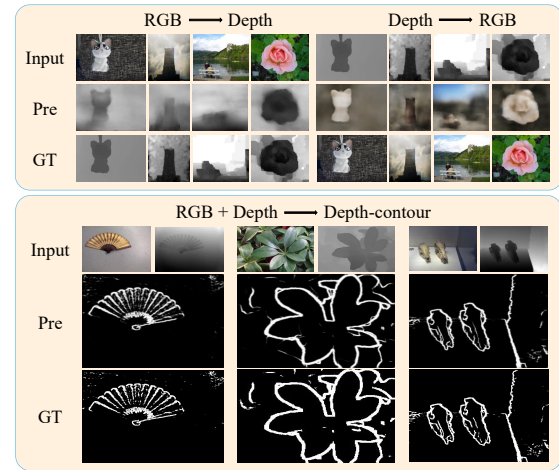 RGB → Depth
Depth → RGB
Input
Pre
GT
RGB + Depth → Depth-contour
Input
Pre
GT